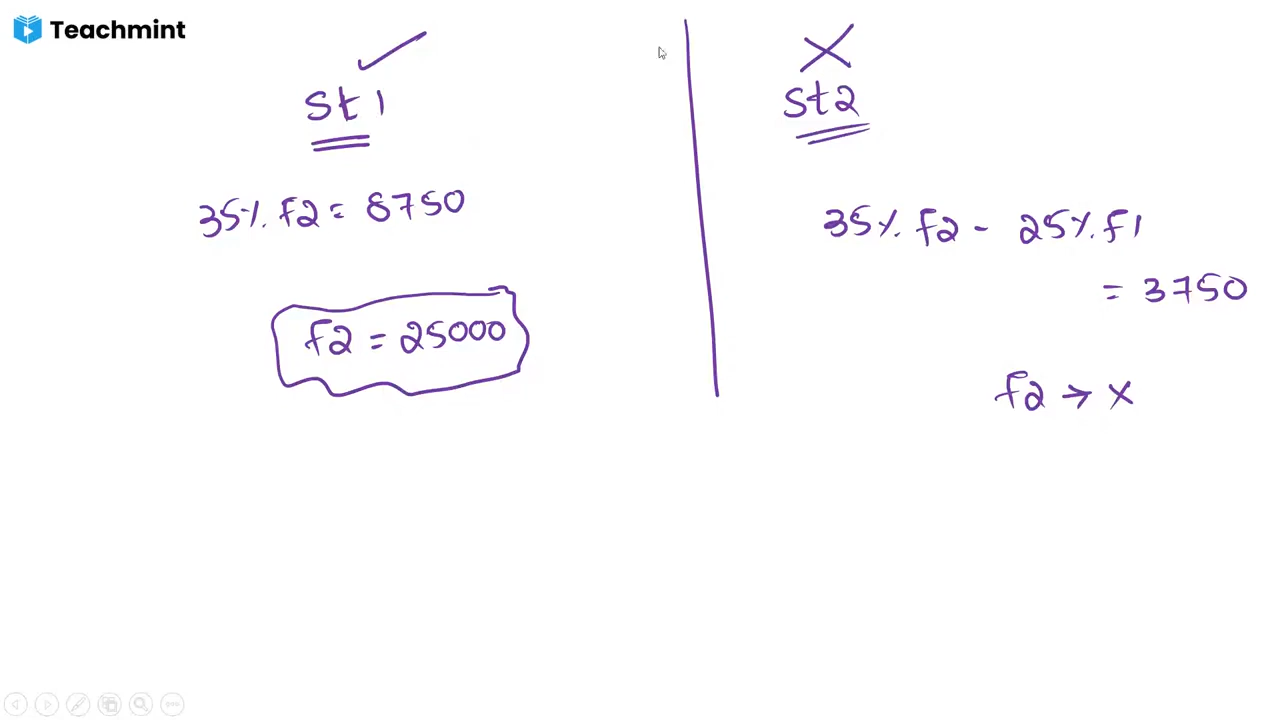 Teachmint
St 1
35%. f2 = 8750
f2 = 25000
St2
35%. f2 - 25%. f1
= 3750
f2 → x